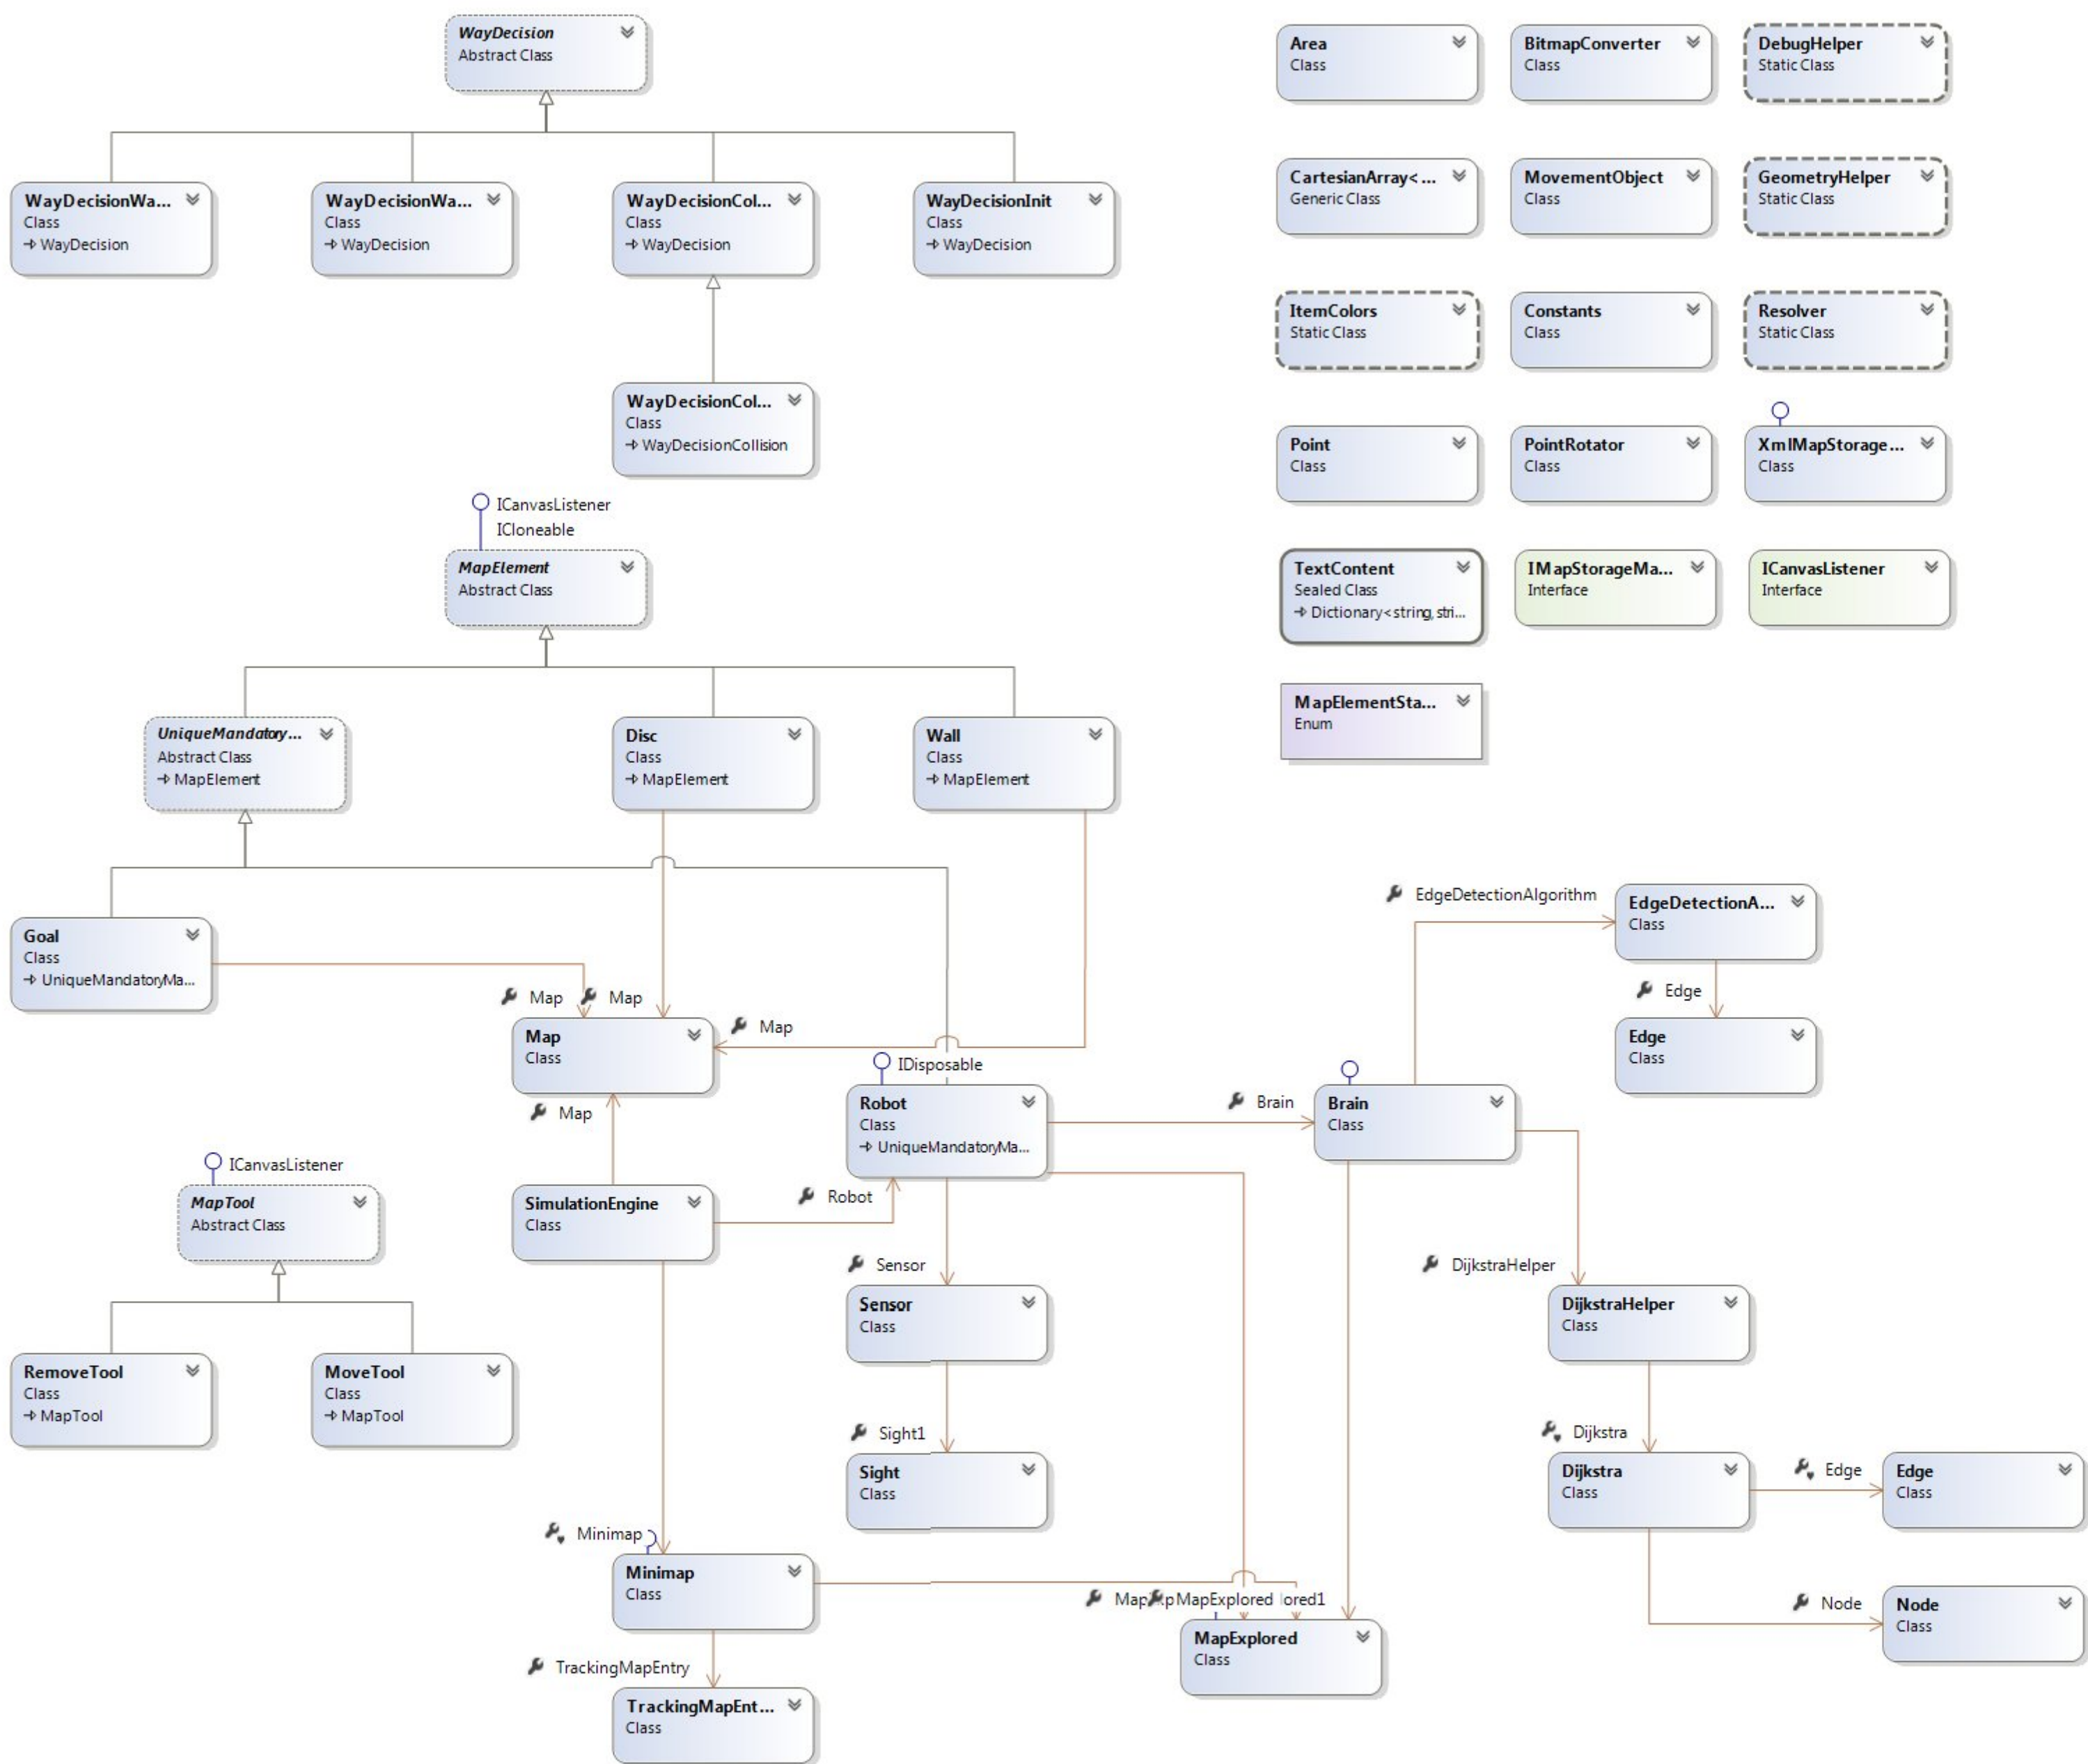 WayDecision
Abstract Class
WayDecisionWa...
Class
WayDecision
WayDecisionWa...
Class
WayDecision
WayDecisionCol...
Class
WayDecision
WayDecisionInit
Class
WayDecision
WayDecisionCol...
Class
WayDecisionCollision
Area
Class
BitmapConverter
Class
DebugHelper
Static Class
CartesianArray<...
Generic Class
MovementObject
Class
GeometryHelper
Static Class
ItemColors
Static Class
Constants
Class
Resolver
Static Class
Point
Class
PointRotator
Class
XmlMapStorage...
Class
TextContent
Sealed Class
Dictionary<string, stri...
IMapStorageMa...
Interface
ICanvasListener
Interface
MapElementSta...
Enum
ICanvasListener
ICloneable
MapElement
Abstract Class
UniqueMandatory...
Abstract Class
MapElement
Disc
Class
MapElement
Wall
Class
MapElement
Goal
Class
UniqueMandatoryMa...
Map
Map
Map
Map
Class
Map
IDisposable
Robot
Class
UniqueMandatoryMa...
Brain
Brain
Class
EdgeDetectionAlgorithm
EdgeDetectionA...
Class
Edge
Edge
Class
ICanvasListener
MapTool
Abstract Class
RemoveTool
Class
MapTool
MoveTool
Class
MapTool
SimulationEngine
Class
Robot
Sensor
Sensor
Class
Sight1
Sight
Class
DijkstraHelper
DijkstraHelper
Class
Dijkstra
Dijkstra
Class
Edge
Edge
Class
Node
Node
Class
Minimap
Minimap
Class
MapExplored
MapExplored
Class
TrackingMapEntry
TrackingMapEnt...
Class